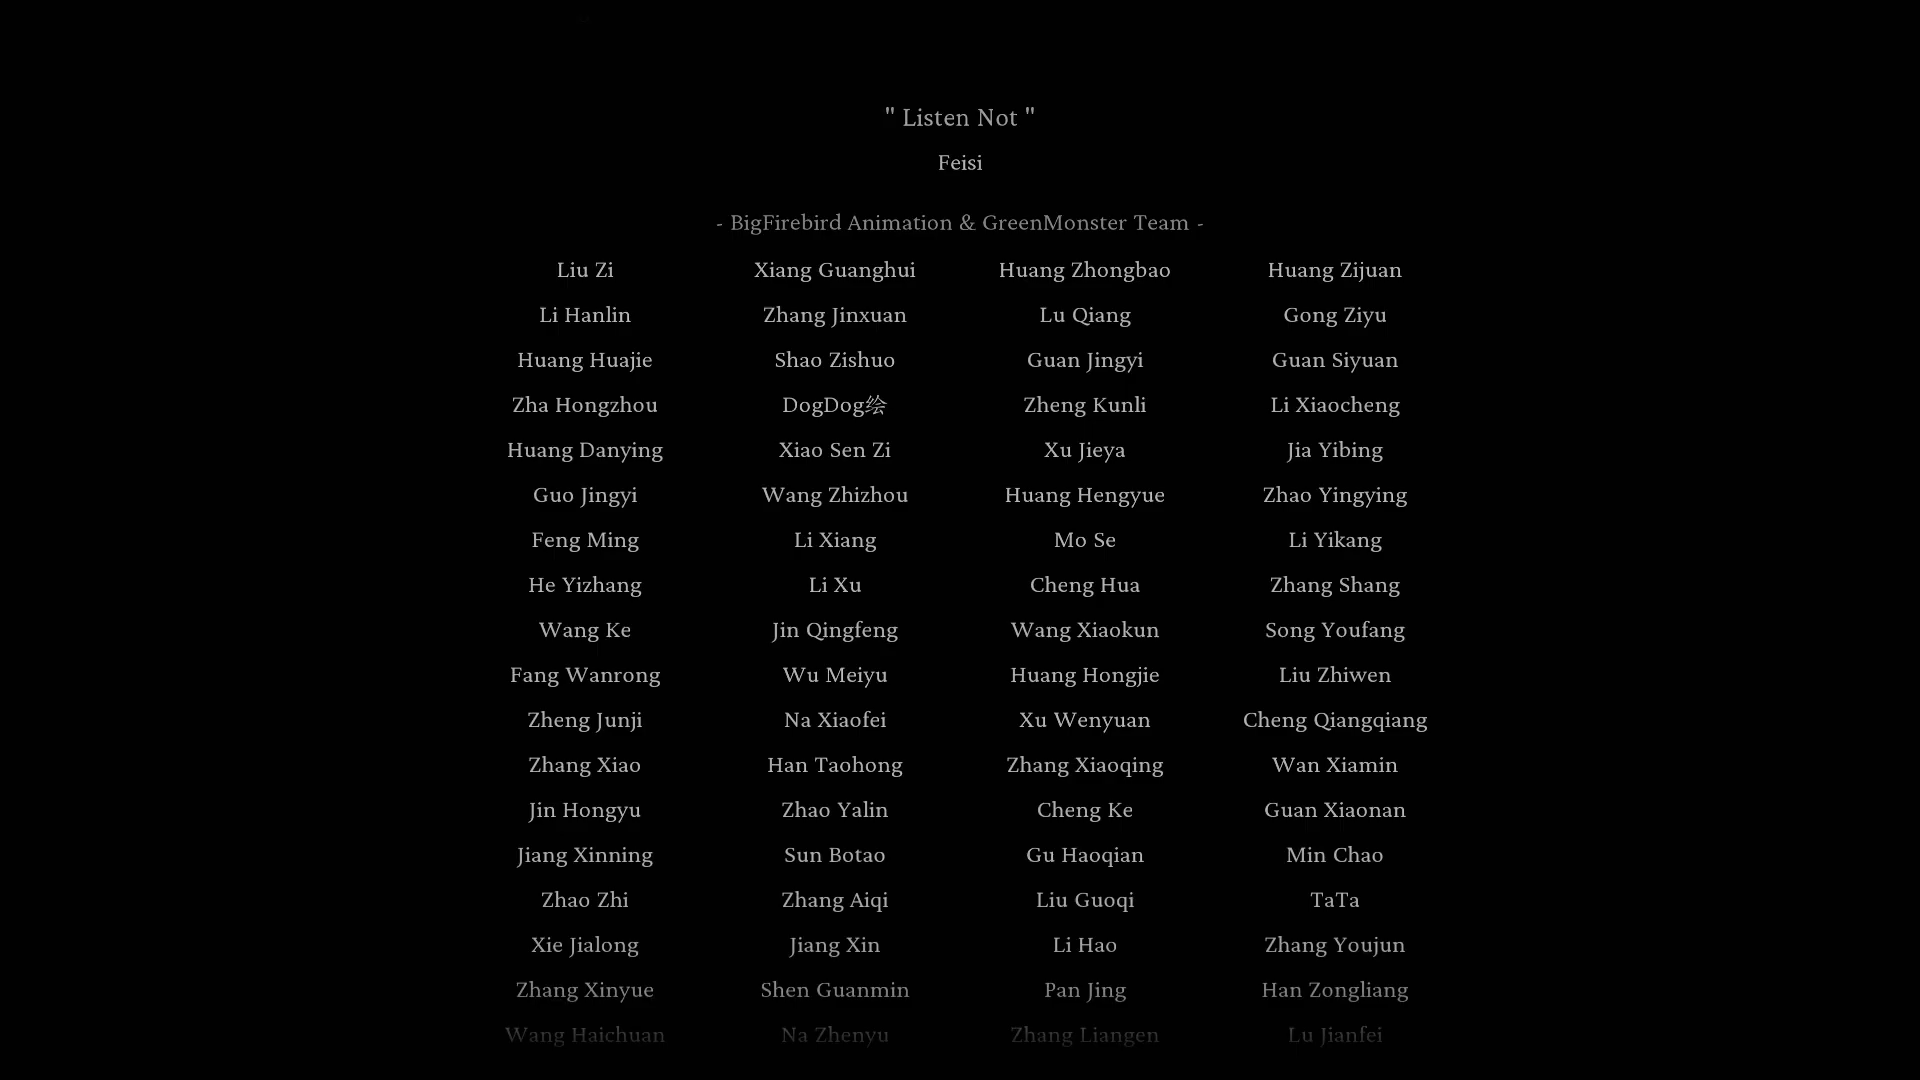 " Listen Not "
Feisi
- BigFirebird Animation & GreenMonster Team -
Liu Zi Xiang Guanghui Huang Zhongbao Huang Zijuan
Li Hanlin Zhang Jinxuan Lu Qiang Gong Ziyu
Huang Huajie Shao Zishuo Guan Jingyi Guan Siyuan
Zha Hongzhou DogDog绘 Zheng Kunli Li Xiaocheng
Huang Danying Xiao Sen Zi Xu Jieya Jia Yibing
Guo Jingyi Wang Zhizhou Huang Hengyue Zhao Yingying
Feng Ming Li Xiang Mo Se Li Yikang
He Yizhang Li Xu Cheng Hua Zhang Shang
Wang Ke Jin Qingfeng Wang Xiaokun Song Youfang
Fang Wanrong Wu Meiyu Huang Hongjie Liu Zhiwen
Zheng Junji Na Xiaofei Xu Wenyuan Cheng Qiangqiang
Zhang Xiao Han Taohong Zhang Xiaoqing Wan Xiamin
Jin Hongyu Zhao Yalin Cheng Ke Guan Xiaonan
Jiang Xinning Sun Botao Gu Haoqian Min Chao
Zhao Zhi Zhang Aiqi Liu Guoqi TaTa
Xie Jialong Jiang Xin Li Hao Zhang Youjun
Zhang Xinyue Shen Guanmin Pan Jing Han Zongliang
Wang Haichuan Na Zhenyu Zhang Liangen Lu Jianfei